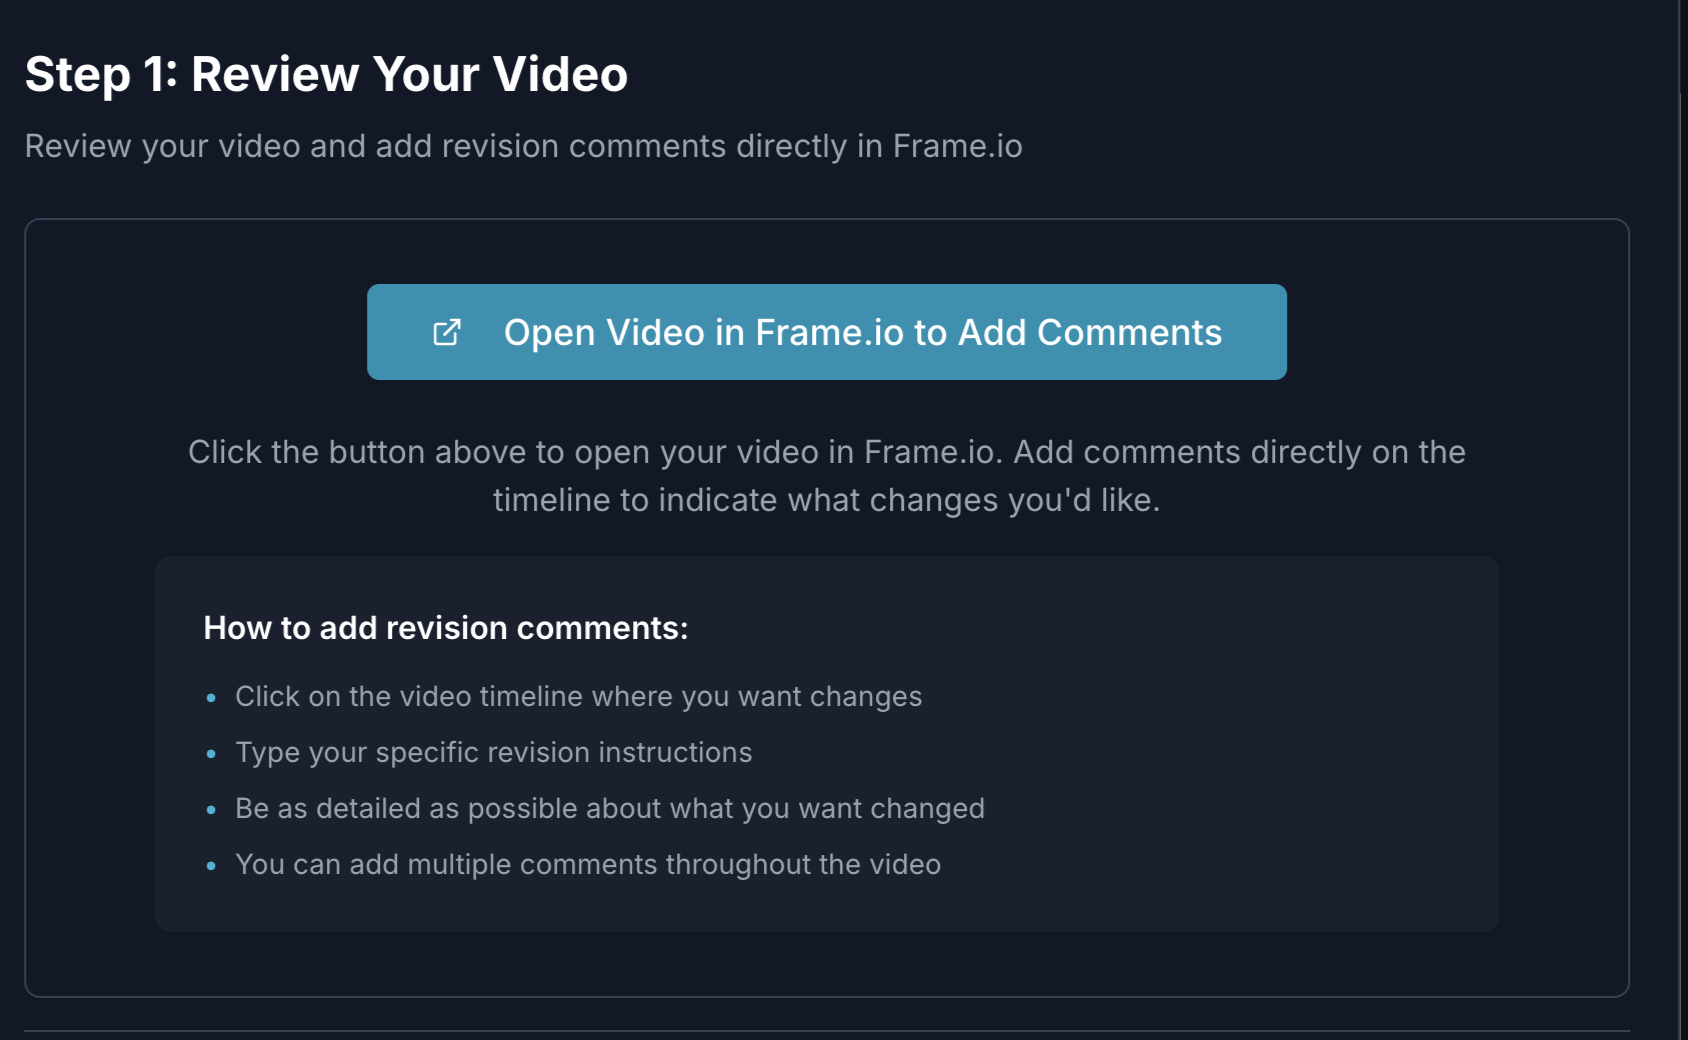 Step 1: Review Your Video
Review your video and add revision comments directly in Frame.io
Open Video in Frame.io to Add Comments
Click the button above to open your video in Frame.io. Add comments directly on the
timeline to indicate what changes you'd like.
How to add revision comments:
• Click on the video timeline where you want changes
• Type your specific revision instructions
• Be as detailed as possible about what you want changed
• You can add multiple comments throughout the video